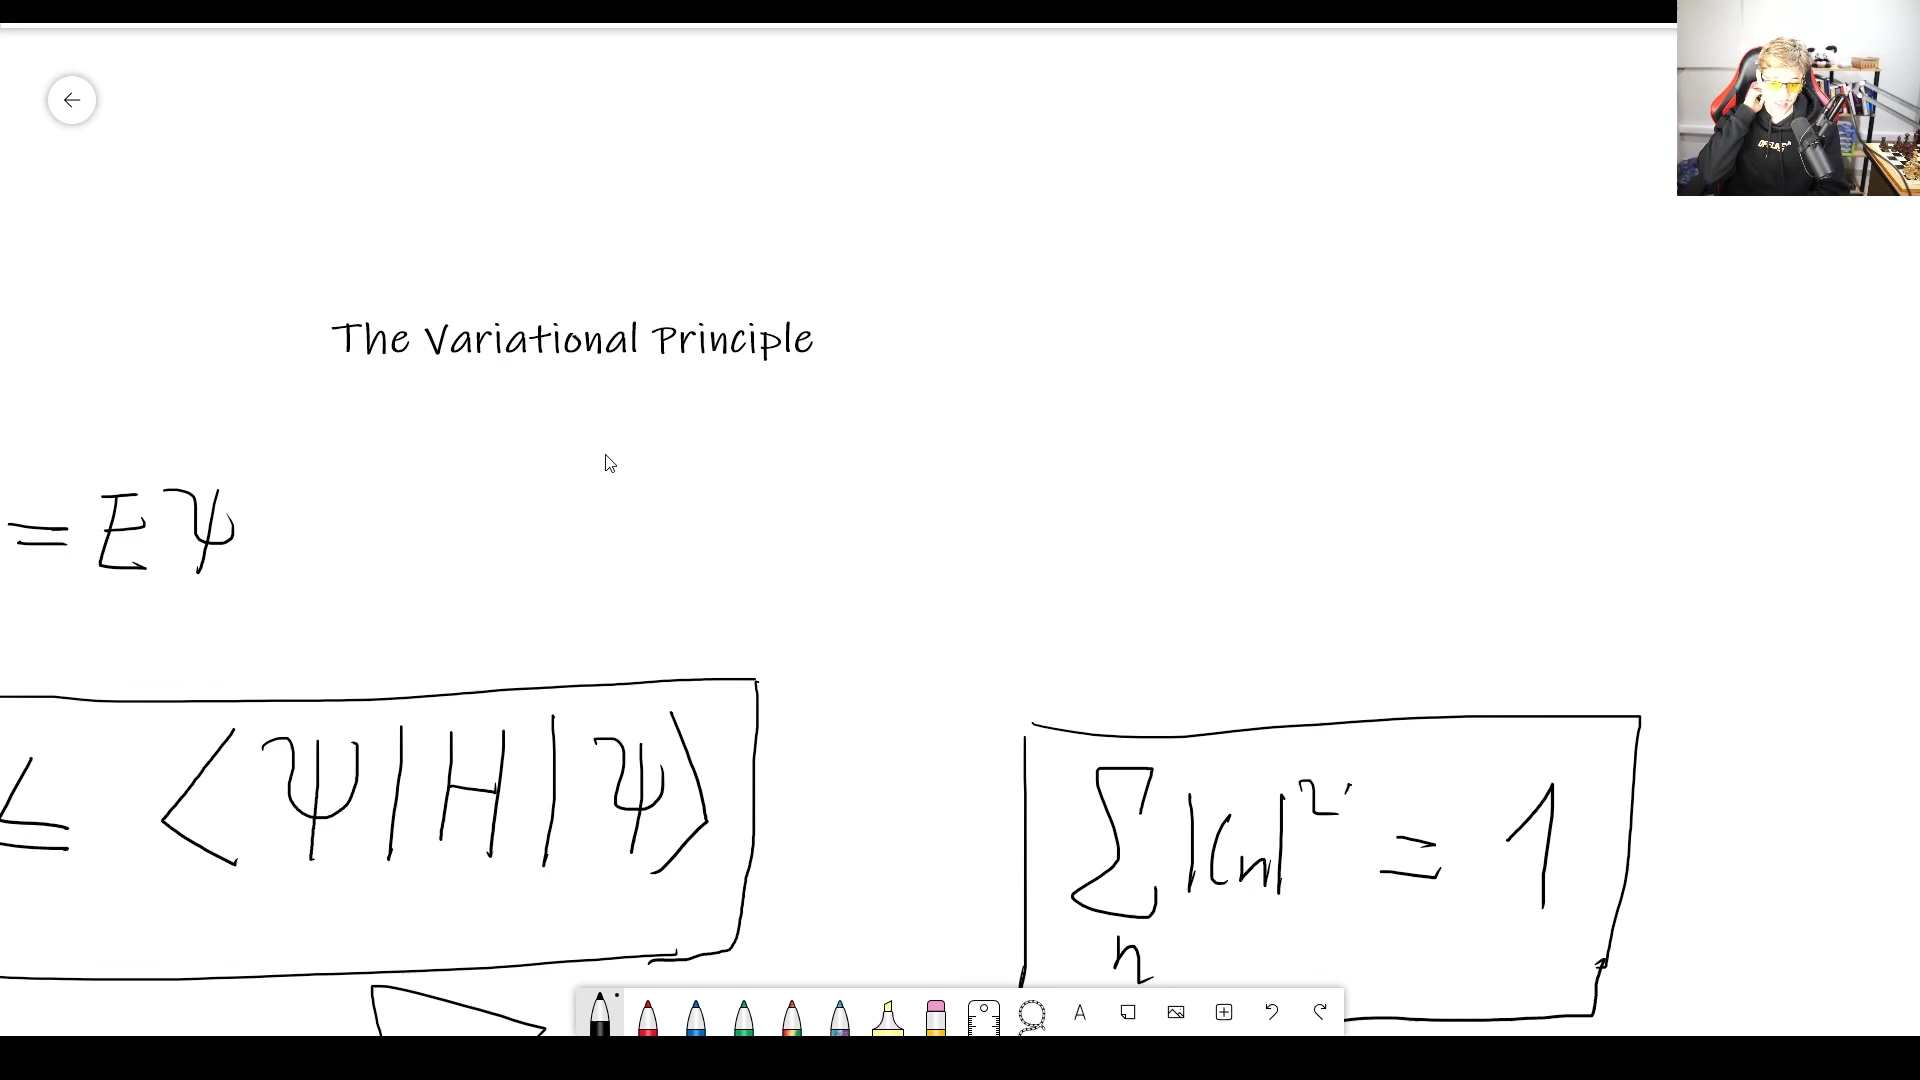 The Variational Principle
= EΨ
≤ ⟨Ψ|H|Ψ⟩
∑ |Cn|² = 1
n
A